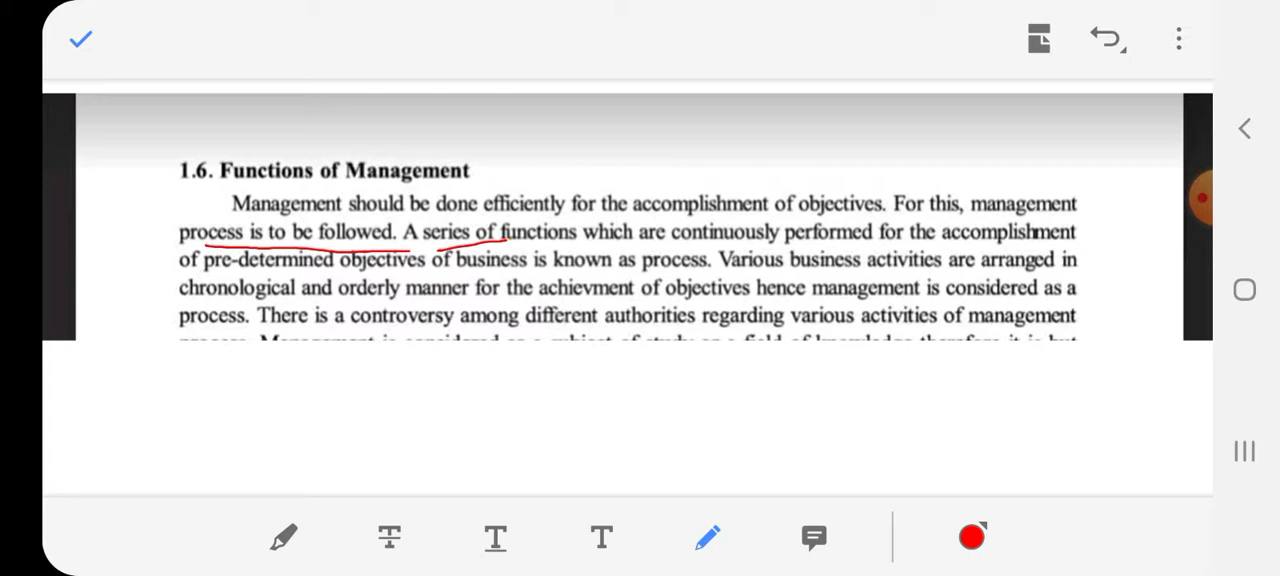 1.6. Functions of Management
Management should be done efficiently for the accomplishment of objectives. For this, management
process is to be followed. A series of functions which are continuously performed for the accomplishment
of pre-determined objectives of business is known as process. Various business activities are arranged in
chronological and orderly manner for the achievment of objectives hence management is considered as a
process. There is a controversy among different authorities regarding various activities of management